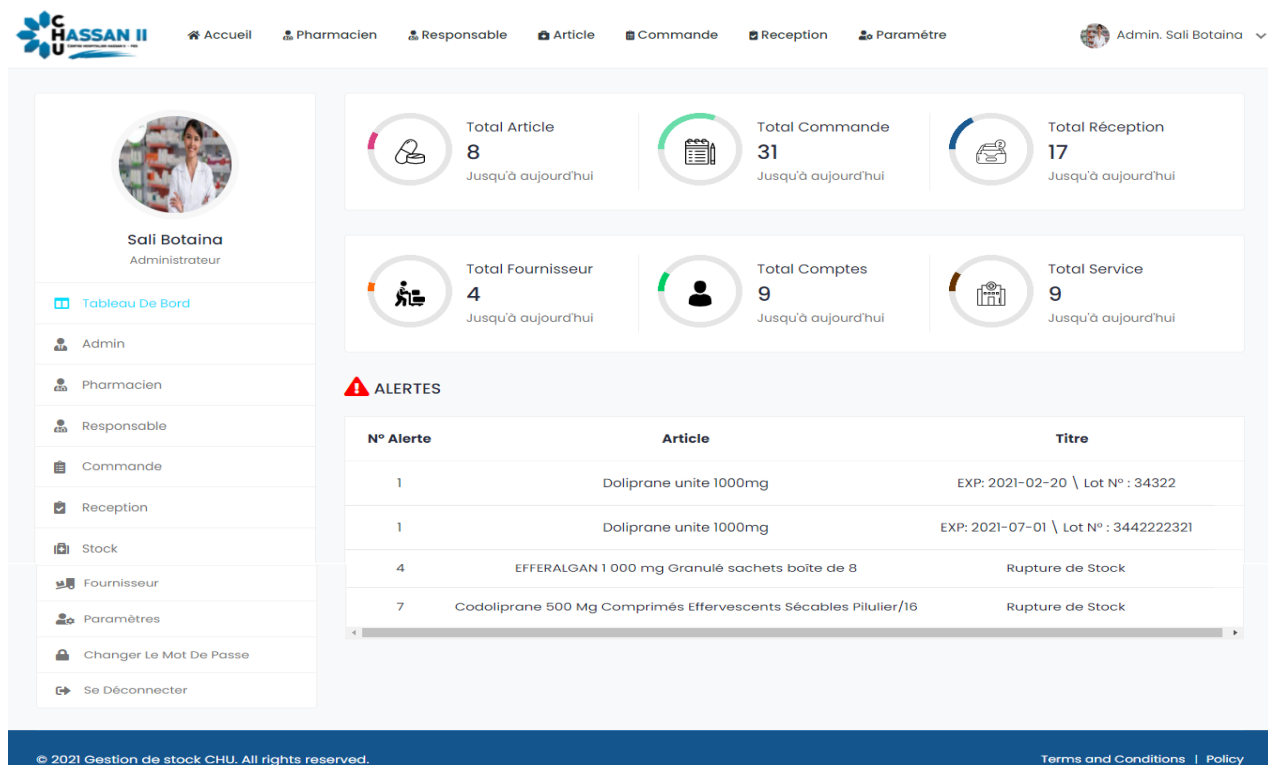 CHU
HASSAN II
CENTRE HOSPITALIER HASSAN II - FES
Accueil
Pharmacien
Responsable
Article
Commande
Reception
Paramétre
Admin. Sali Botaina
Sali Botaina
Administrateur
Tableau De Bord
Admin
Pharmacien
Responsable
Commande
Reception
Stock
Fournisseur
Paramètres
Changer Le Mot De Passe
Se Déconnecter
Total Article
8
Jusqu'à aujourd'hui
Total Commande
31
Jusqu'à aujourd'hui
Total Réception
17
Jusqu'à aujourd'hui
Total Fournisseur
4
Jusqu'à aujourd'hui
Total Comptes
9
Jusqu'à aujourd'hui
Total Service
9
Jusqu'à aujourd'hui
ALERTES
N° Alerte Article Titre
1 Doliprane unite 1000mg EXP: 2021-02-20 \ Lot N° : 34322
1 Doliprane unite 1000mg EXP: 2021-07-01 \ Lot N° : 3442222321
4 EFFERALGAN 1 000 mg Granulé sachets boîte de 8 Rupture de Stock
7 Codoliprane 500 Mg Comprimés Effervescents Sécables Pilulier/16 Rupture de Stock
© 2021 Gestion de stock CHU. All rights reserved.
Terms and Conditions | Policy